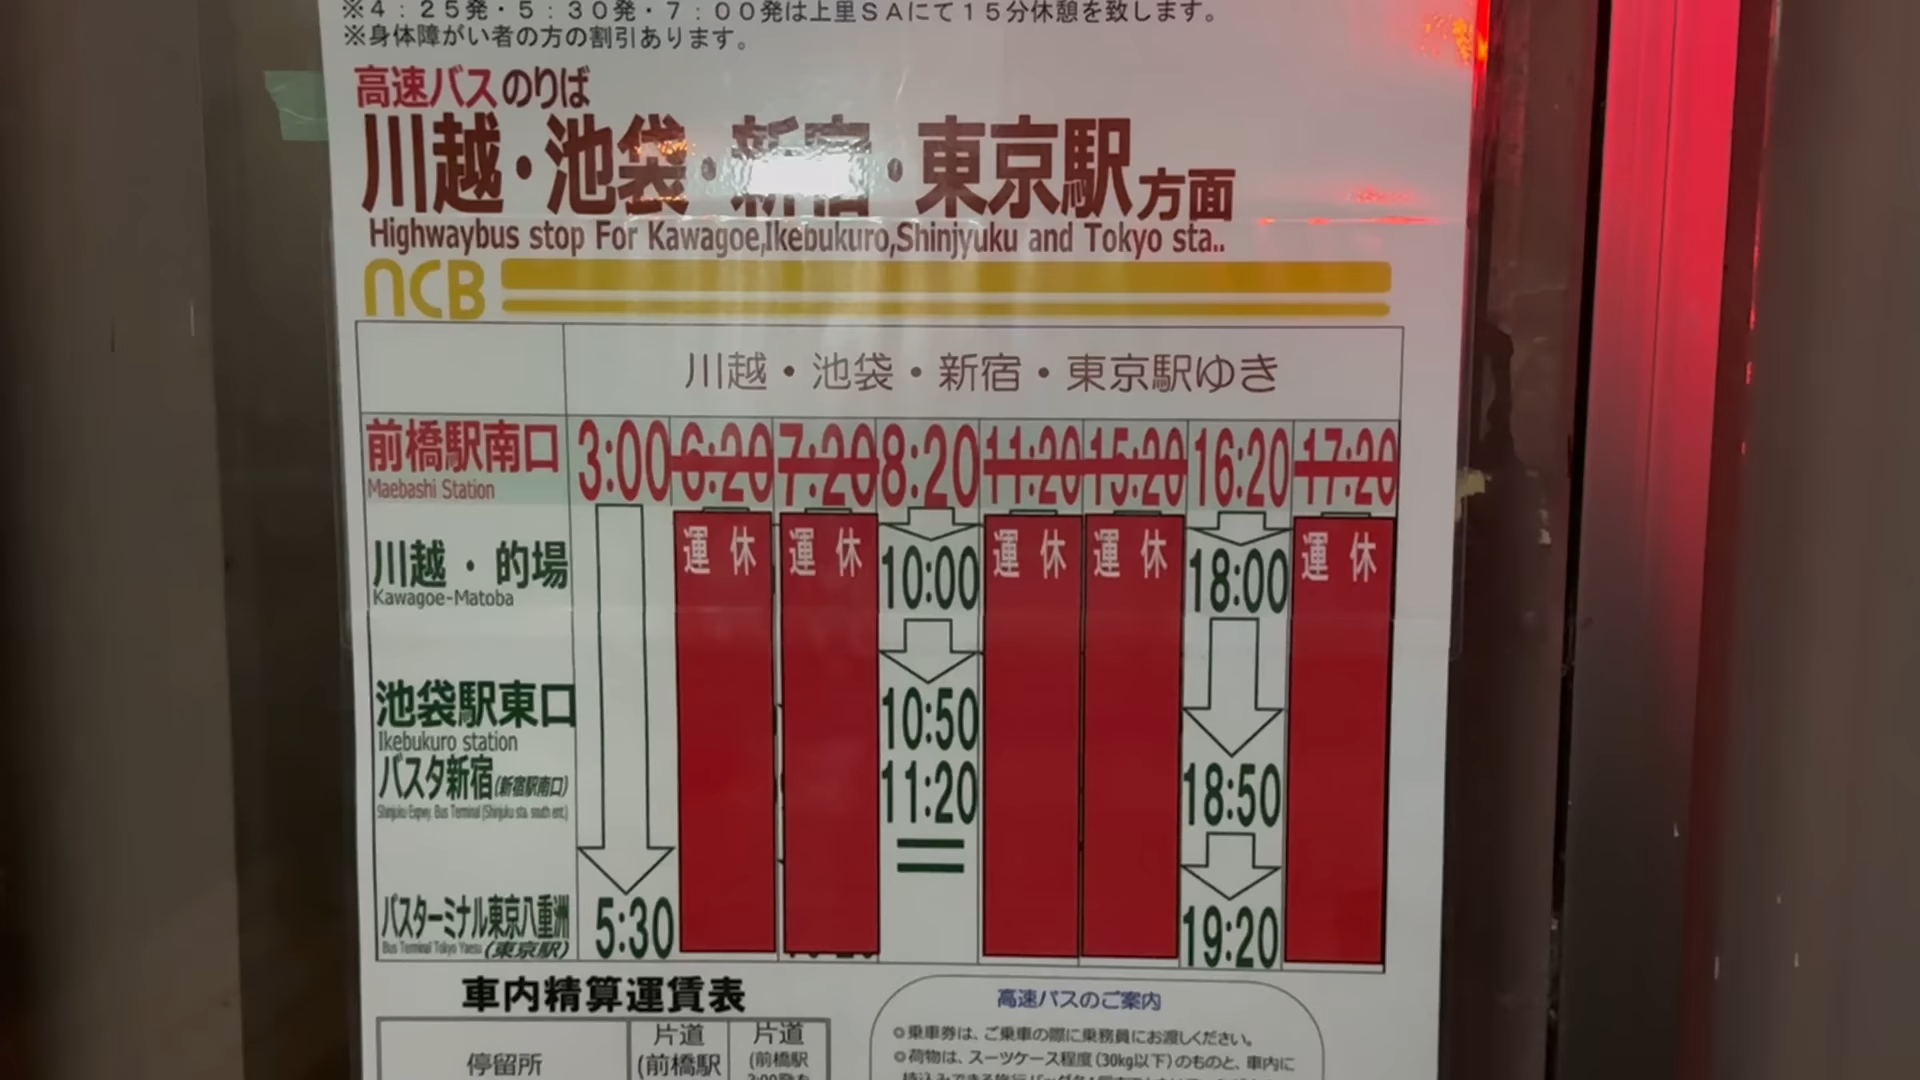 ※4：25発・5：30発・7：00発は上里SAにて15分休憩を致します。
※身体障がい者の方の割引あります。
高速バスのりば
川越・池袋・新宿・東京駅方面
Highwaybus stop For Kawagoe,Ikebukuro,Shinjyuku and Tokyo sta..
NCB
川越・池袋・新宿・東京駅ゆき
前橋駅南口 3:00 6:20 7:20 8:20 11:20 15:20 16:20 17:20
Maebashi Station
運休 運休 運休 運休 運休
川越・的場 10:00 18:00
Kawagoe-Matoba
池袋駅東口 10:50
Ikebukuro station
バスタ新宿(新宿駅南口) 11:20 18:50
Shinjuku Expwy. Bus Terminal (Shinjuku sta. south ent.)
バスターミナル東京八重洲 5:30 19:20
Bus Terminal Tokyo Yaesu (東京駅)
車内精算運賃表
停留所
片道
(前橋駅
片道
(前橋駅
高速バスのご案内
◎乗車券は、ご乗車の際に乗務員にお渡しください。
◎荷物は、スーツケース程度(30kg以下)のものと、車内に